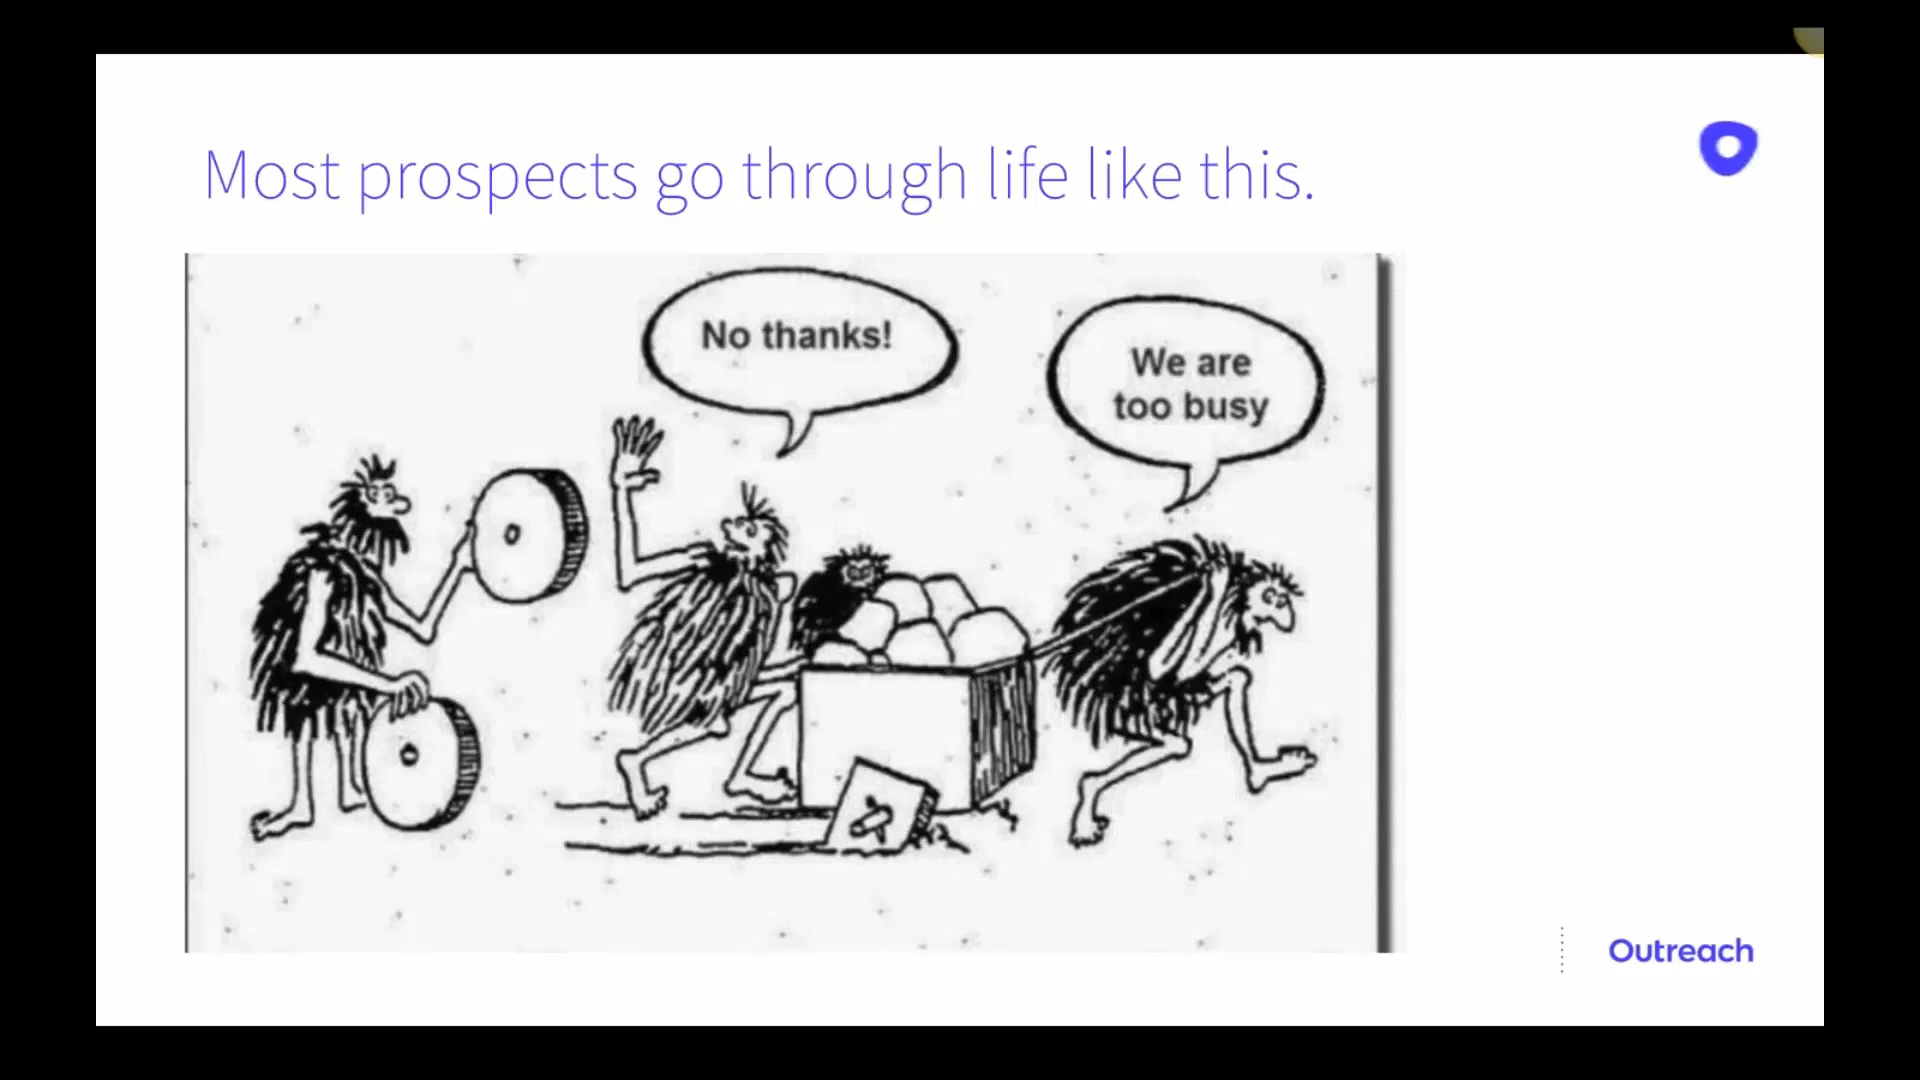 Most prospects go through life like this.
No thanks!
We are
too busy
Outreach